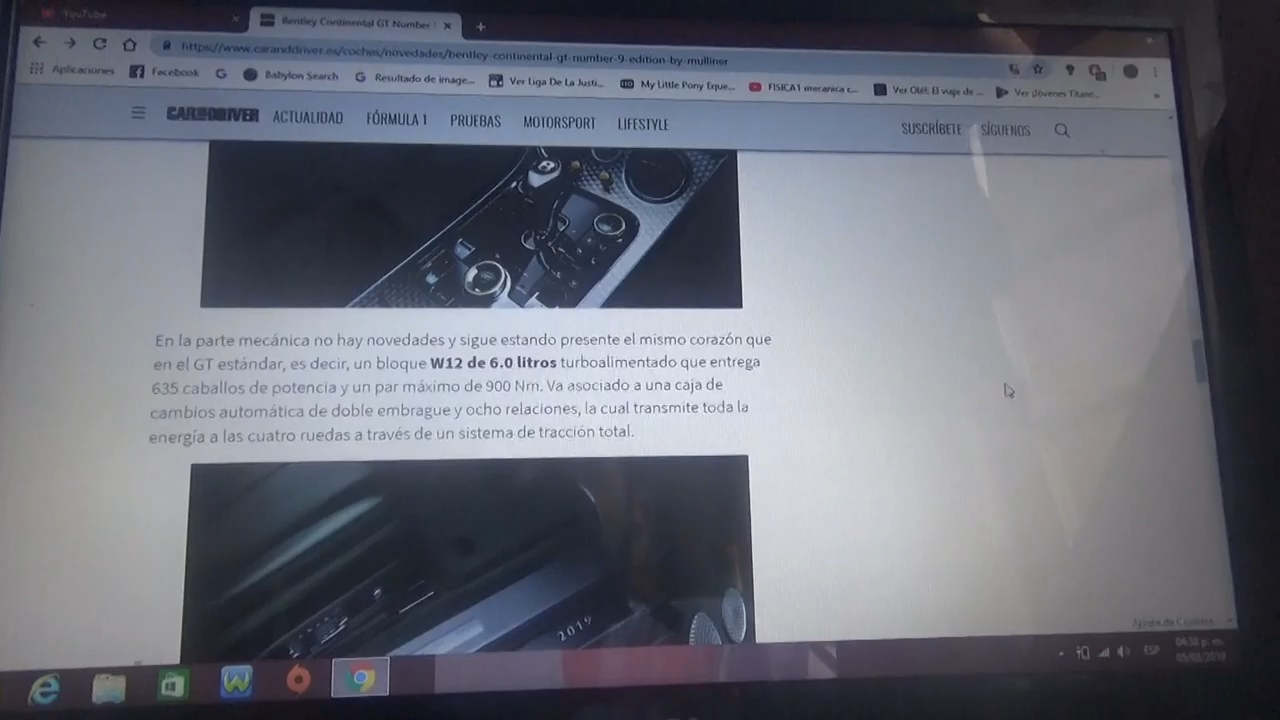 YouTube
Bentley Continental GT Number
https://www.caranddriver.es/coches/novedades/bentley-continental-gt-number-9-edition-by-mulliner
Aplicaciones Facebook Babylon Search Resultado de image... Ver Liga De La Justi... My Little Pony Eque... FISICA1 mecanica c... Ver Olé, El viaje de ... Ver Jóvenes Titane...
CAR AND DRIVER ACTUALIDAD FÓRMULA 1 PRUEBAS MOTORSPORT LIFESTYLE SUSCRÍBETE SÍGUENOS
En la parte mecánica no hay novedades y sigue estando presente el mismo corazón que
en el GT estándar, es decir, un bloque W12 de 6.0 litros turboalimentado que entrega
635 caballos de potencia y un par máximo de 900 Nm. Va asociado a una caja de
cambios automática de doble embrague y ocho relaciones, la cual transmite toda la
energía a las cuatro ruedas a través de un sistema de tracción total.
2019
ESP
04:30 p. m.